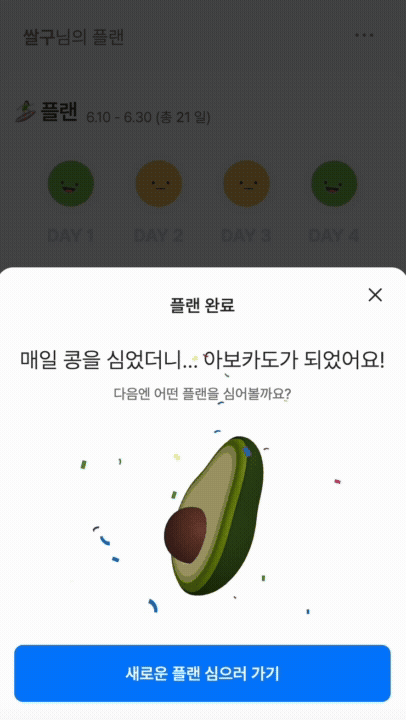 쌀구님의 플랜
플랜 6.10 - 6.30 (총 21 일)
DAY 1 DAY 2 DAY 3 DAY 4
플랜 완료
매일 콩을 심었더니... 아보카도가 되었어요!
다음엔 어떤 플랜을 심어볼까요?
새로운 플랜 심으러 가기